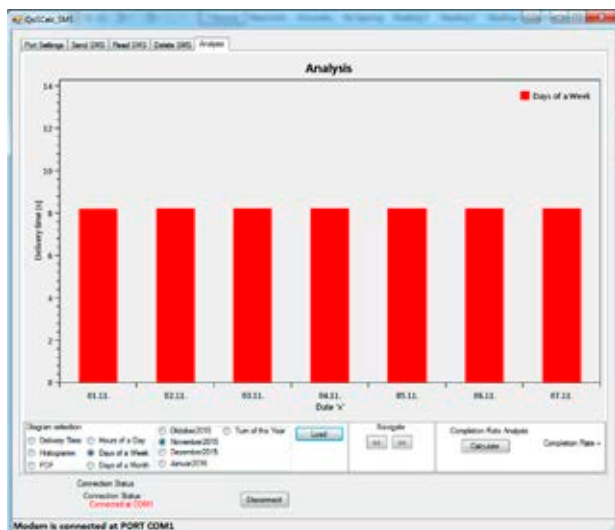 QoSCalc_SMS
Port Settings Send SMS Read SMS Delete SMS Analysis
Analysis
Days of a Week
14
12
10
8
6
4
2
0
Delivery time [s]
01.11. 02.11. 03.11. 04.11. 05.11. 06.11. 07.11.
Date 'x'
Diagram selection
Delivery Time
Histogramm
PDF
Hours of a Day
Days of a Week
Days of a Month
Oktober2015
November2015
Dezember2015
Januar2016
Turn of the Year
Load
Navigate
<< >>
Completion Rate Analysis
Calculate
Completion Rate =
Connection Status
Connection Status
Connected at COM1
Disconnect
Modem is connected at PORT COM1